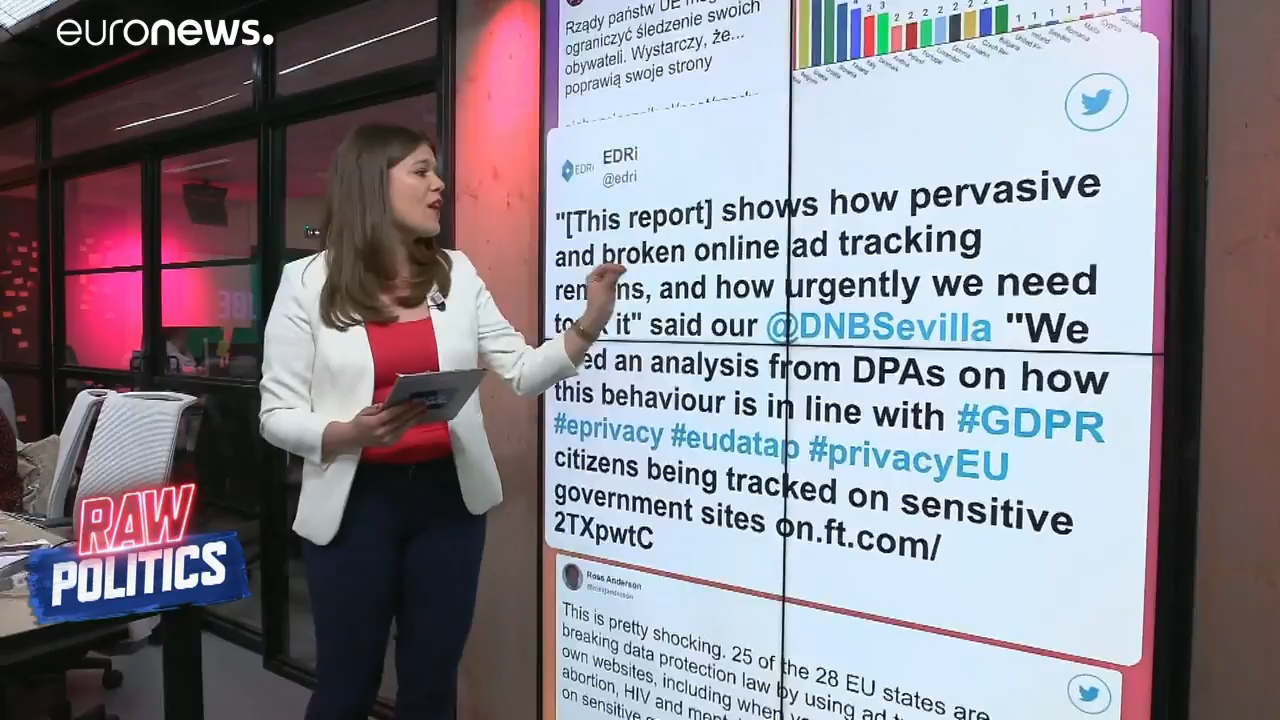 euronews.
Rządy państw UE
ograniczyć śledzenie swoich
obywateli. Wystarczy, że...
poprawią swoje strony
EDRi
EDRi
@edri
"[This report] shows how pervasive
and broken online ad tracking
and how urgently we need
it" said our @DNBSevilla "We
an analysis from DPAs on how
this behaviour is in line with #GDPR
#eprivacy #eudatap #privacyEU
citizens being tracked on sensitive
government sites on.ft.com/
2TXpwtC
RAW
POLITICS
Ross Anderson
This is pretty shocking. 25 of the 28 EU states are
breaking data protection law by using ad
own websites, including when
abortion, HIV and
on sensitive